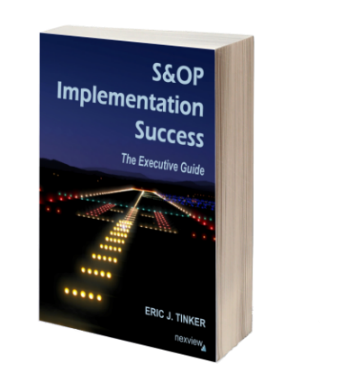 S&OP
Implementation
Success
The Executive Guide
ERIC J. TINKER
nexview